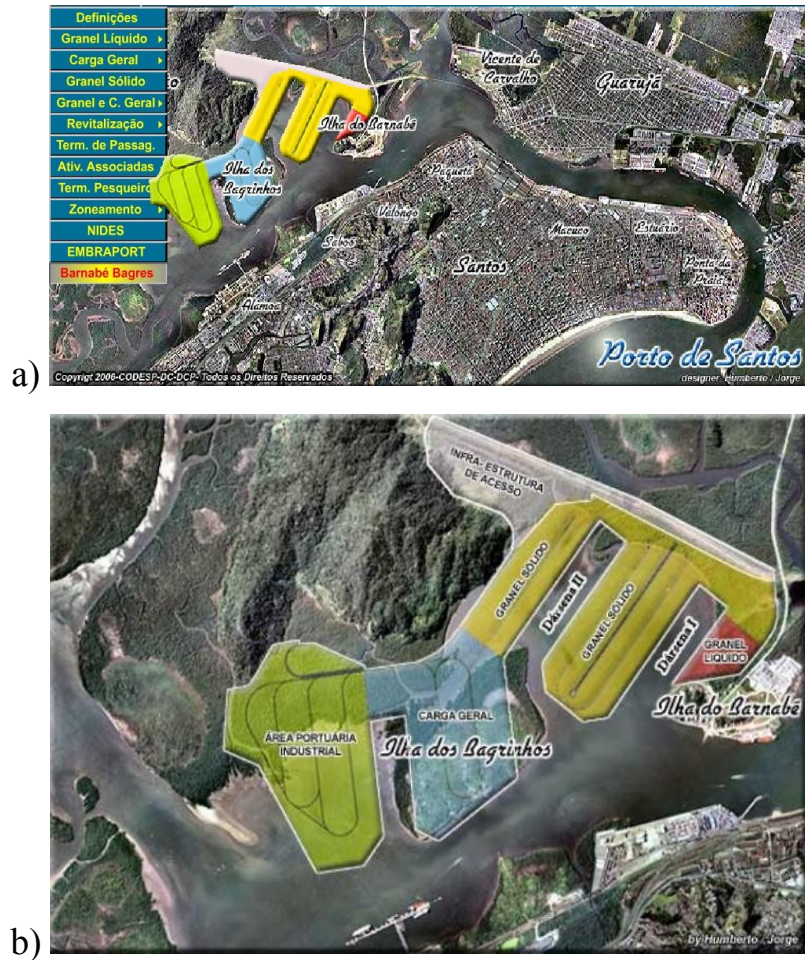 Definições
Granel Líquido
Carga Geral
Granel Sólido
Granel e C. Geral
Revitalização
Term. de Passag.
Ativ. Associadas
Term. Pesqueiro
Zoneamento
NIDES
EMBRAPORT
Barnabé Bagres
Vicente de
Carvalho
Guarujá
Ilha do Barnabé
Ilha dos
Bagrinhos
Paquetá
Valongo
Saboó
Macuco
Estuário
Santos
Ponta da
Praia
Alamoa
Porto de Santos
a)
Copyrigt 2006-CODESP-DC-DCP- Todos os Direitos Reservados
designer Humberto / Jorge
INFRA- ESTRUTURA
DE ACESSO
GRANEL SÓLIDO
Dársena II
GRANEL SÓLIDO
Dársena I
GRANEL
LIQUIDO
Ilha do Barnabé
CARGA GERAL
ÁREA PORTUÁRIA
INDUSTRIAL
Ilha dos Bagrinhos
b)
by Humberto / Jorge